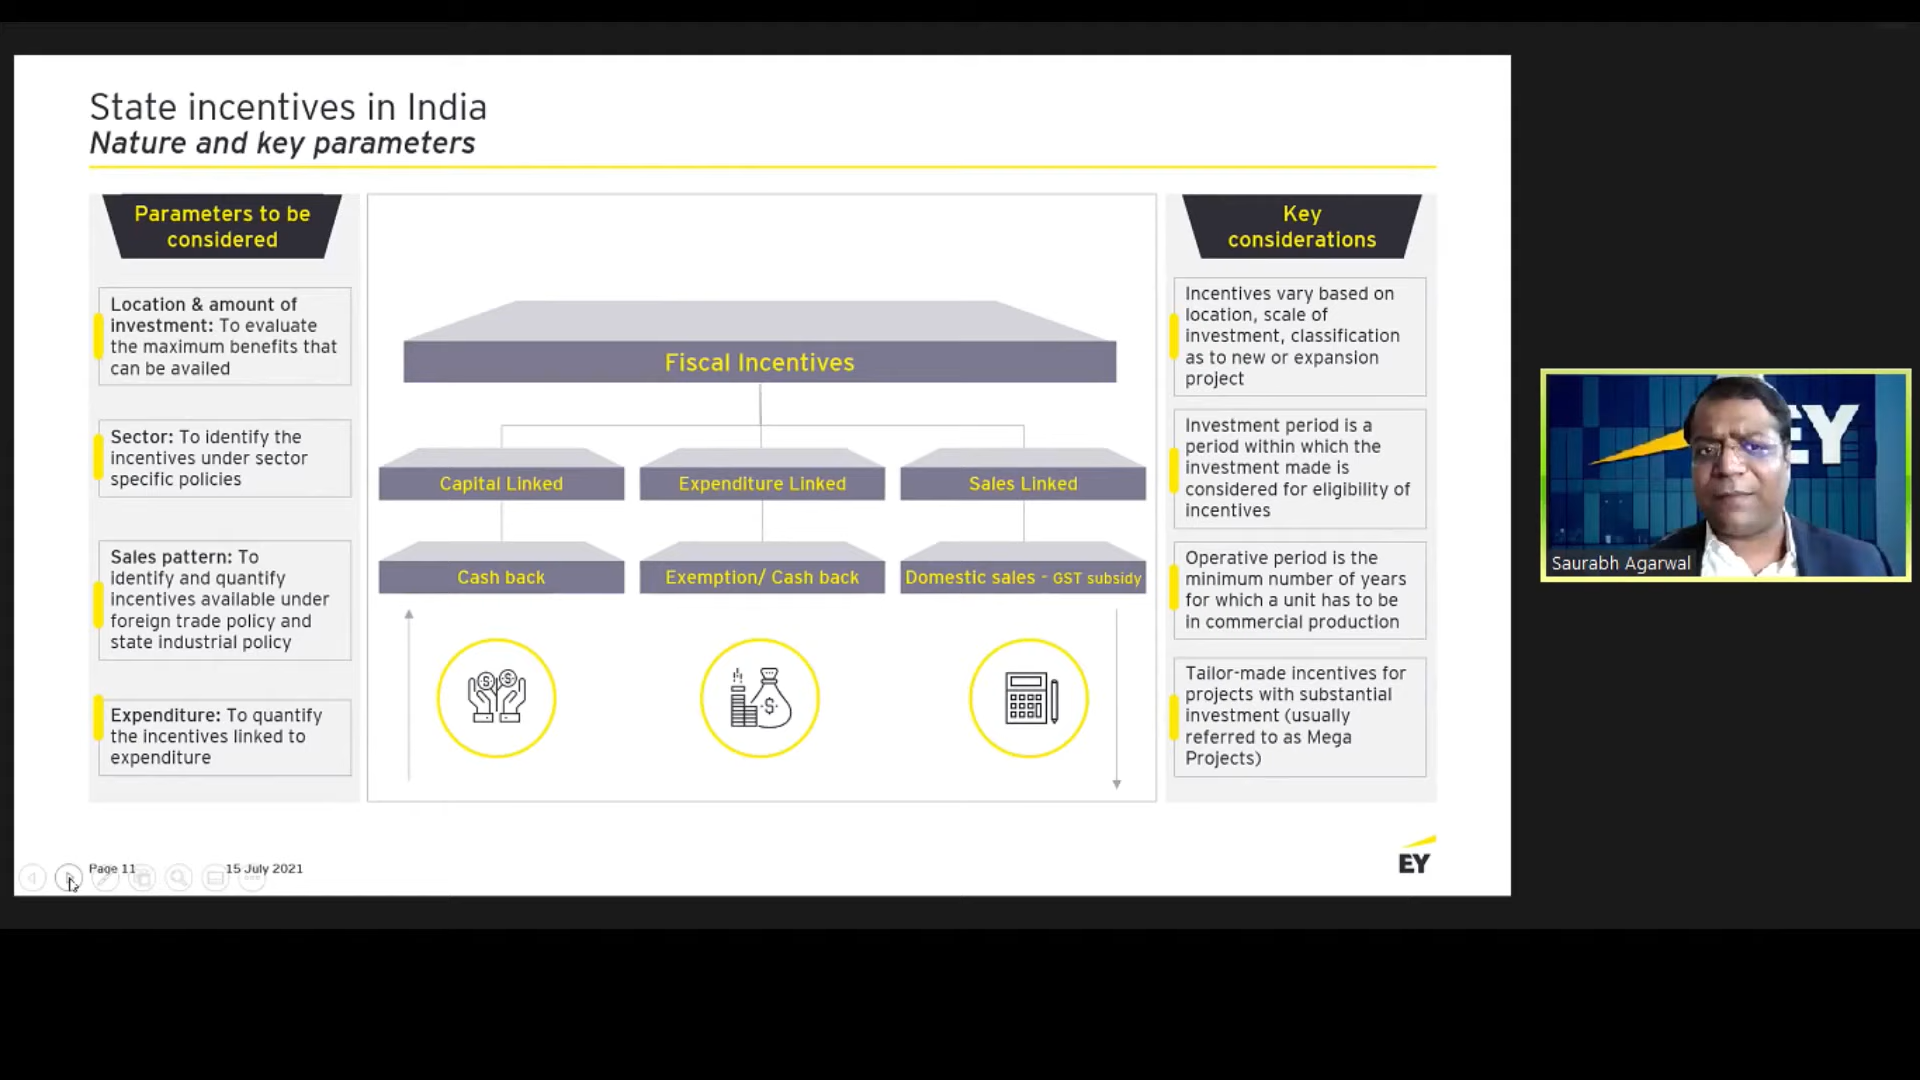 State incentives in India
Nature and key parameters
Parameters to be
considered
Location & amount of
investment: To evaluate
the maximum benefits that
can be availed
Sector: To identify the
incentives under sector
specific policies
Sales pattern: To
identify and quantify
incentives available under
foreign trade policy and
state industrial policy
Expenditure: To quantify
the incentives linked to
expenditure
Fiscal Incentives
Capital Linked
Expenditure Linked
Sales Linked
Cash back
Exemption/ Cash back
Domestic sales - GST subsidy
Key
considerations
Incentives vary based on
location, scale of
investment, classification
as to new or expansion
project
Investment period is a
period within which the
investment made is
considered for eligibility of
incentives
Operative period is the
minimum number of years
for which a unit has to be
in commercial production
Tailor-made incentives for
projects with substantial
investment (usually
referred to as Mega
Projects)
Page 11
15 July 2021
EY
EY
Saurabh Agarwal